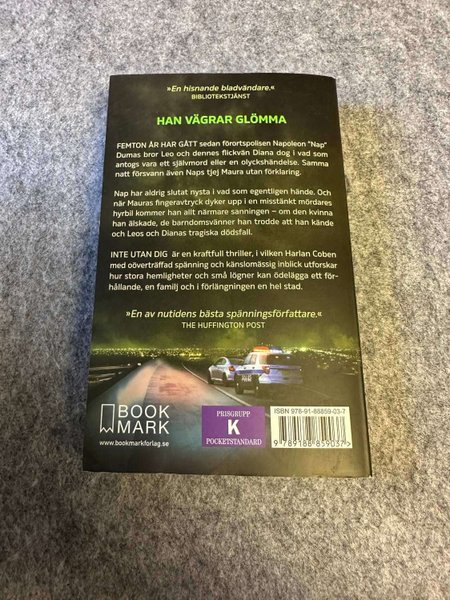 »En hisnande bladvändare.«
BIBLIOTEKSTJÄNST
HAN VÄGRAR GLÖMMA
FEMTON ÅR HAR GÅTT sedan förortspolisen Napoleon "Nap"
Dumas bror Leo och dennes flickvän Diana dog i vad som
antogs vara ett självmord eller en olyckshändelse. Samma
natt försvann även Naps tjej Maura utan förklaring.
Nap har aldrig slutat nysta i vad som egentligen hände. Och
när Mauras fingeravtryck dyker upp i en misstänkt mördares
hyrbil kommer han allt närmare sanningen – om den kvinna
han älskade, de barndomsvänner han trodde att han kände
och Leos och Dianas tragiska dödsfall.
INTE UTAN DIG är en kraftfull thriller, i vilken Harlan Coben
med oöverträffad spänning och känslomässig inblick utforskar
hur stora hemligheter och små lögner kan ödelägga ett för-
hållande, en familj och i förlängningen en hel stad.
»En av nutidens bästa spänningsförfattare.«
THE HUFFINGTON POST
BOOK
MARK
www.bookmarkforlag.se
PRISGRUPP
K
POCKETSTANDARD
ISBN 978-91-88859-03-7
9 789188 859037